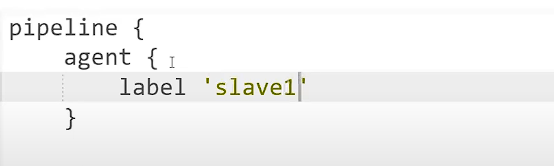 pipeline {
    agent {
        label 'slave1'
    }